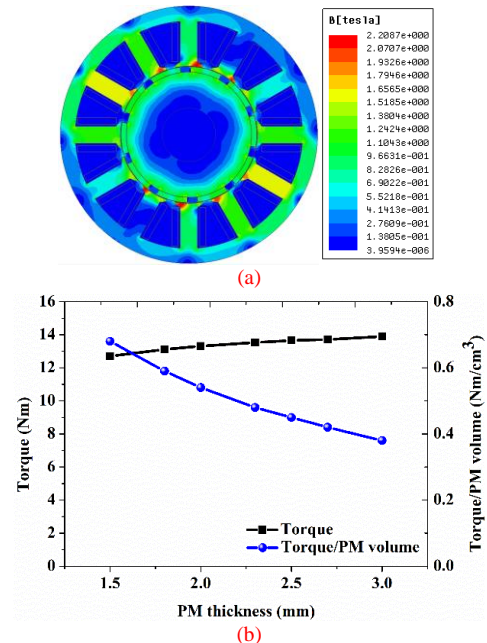 B[tesla]
2.2087e+000
2.0707e+000
1.9326e+000
1.7946e+000
1.6565e+000
1.5185e+000
1.3804e+000
1.2424e+000
1.1043e+000
9.6631e-001
8.2826e-001
6.9022e-001
5.5218e-001
4.1413e-001
2.7609e-001
1.3805e-001
3.9594e-006
(a)
16
14
12
10
8
6
4
2
0
Torque (Nm)
0.8
0.6
0.4
0.2
0.0
Torque/PM volume (Nm/cm³)
Torque
Torque/PM volume
1.5 2.0 2.5 3.0
PM thickness (mm)
(b)